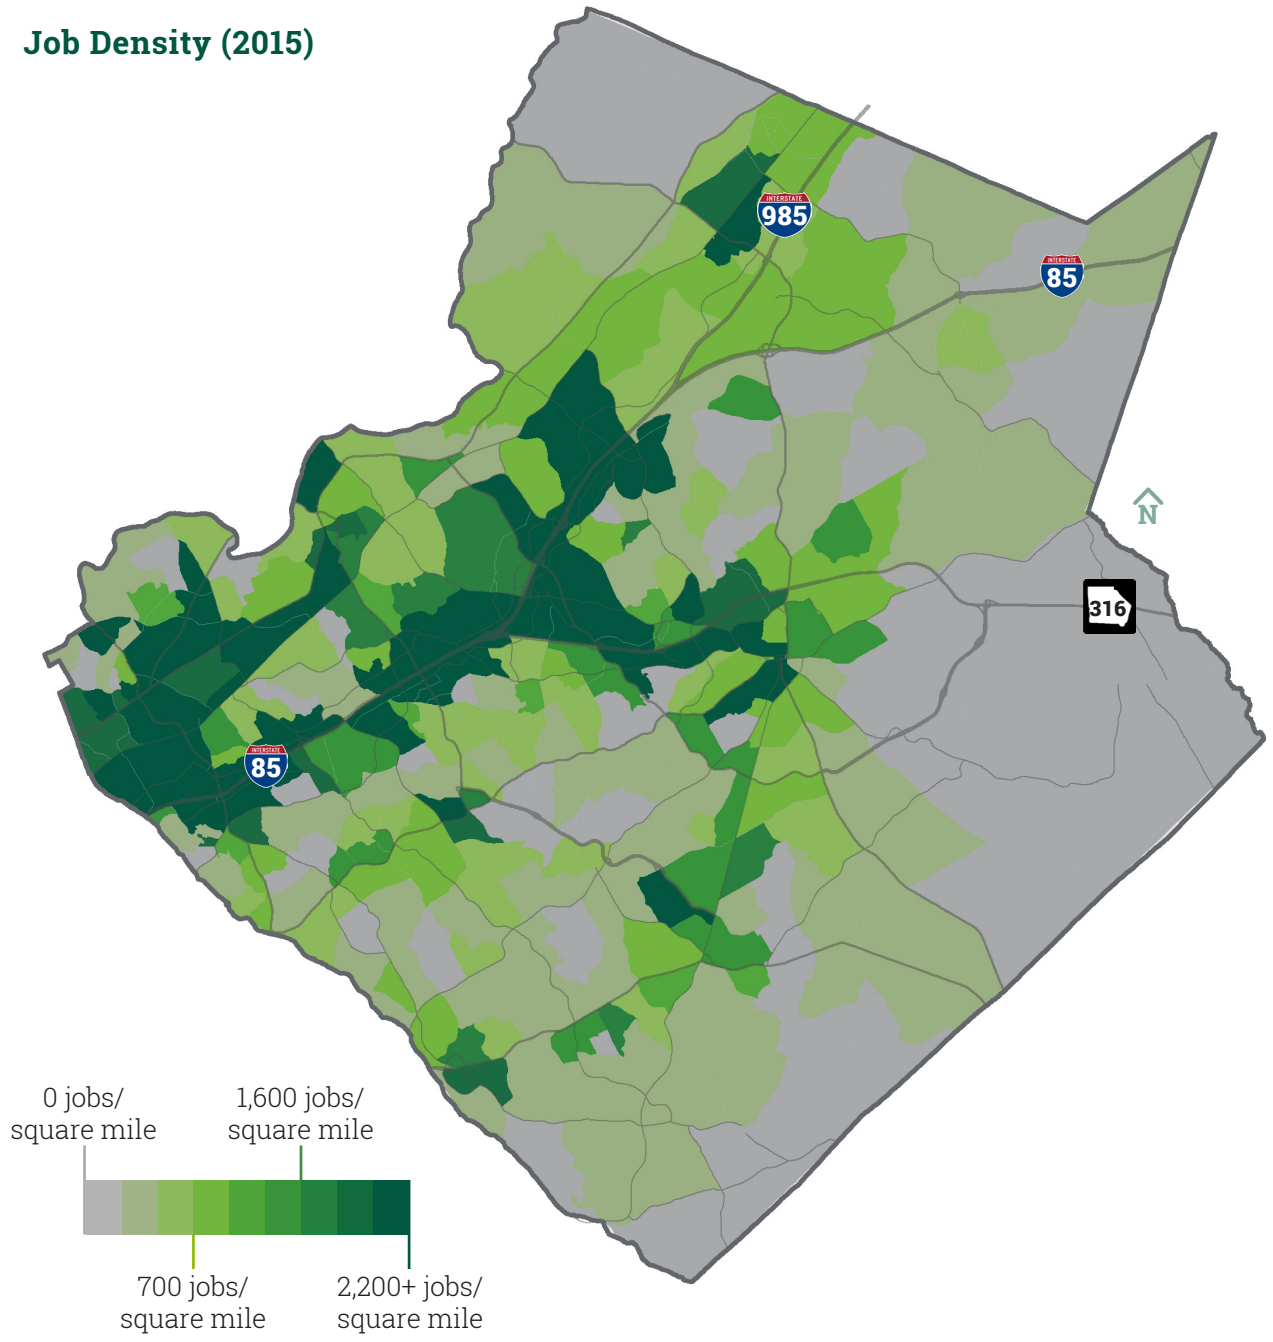 Job Density (2015)
INTERSTATE
985
INTERSTATE
85
N
316
INTERSTATE
85
0 jobs/
square mile
1,600 jobs/
square mile
700 jobs/
square mile
2,200+ jobs/
square mile